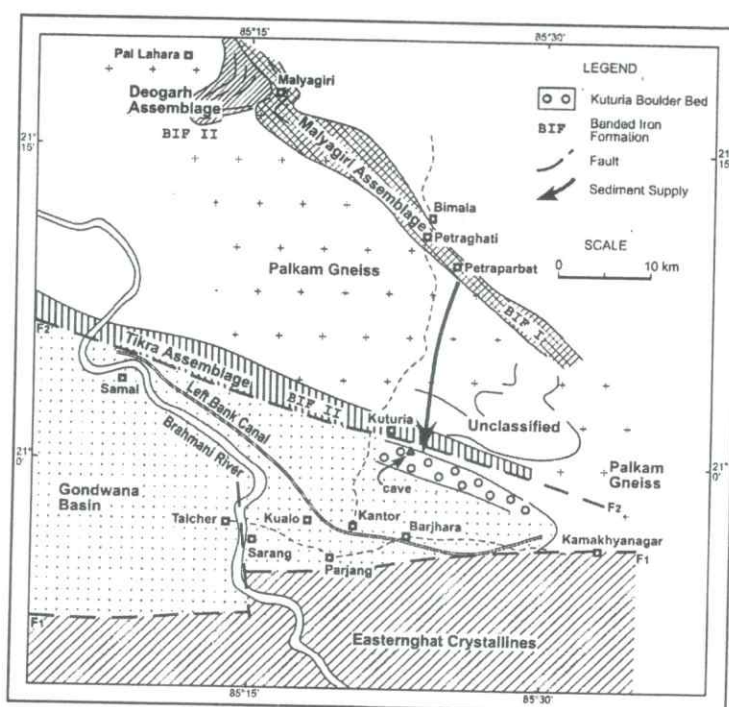 85°15'
85°30'
Pal Lahara
Malyagiri
Deogarh
Assemblage
BIF II
Malyagiri Assemblage
21°
15'
21°
15'
LEGEND
Kuturia Boulder Bed
BIF
Banded Iron
Formation
Fault
Sediment Supply
SCALE
0
10 km
Bimala
Petraghati
Petraparbat
Palkam Gneiss
BIF I
F2
Tikra Assemblage
BIF II
Samal
Left Bank Canal
Brahmani River
Kuturia
Unclassified
Palkam
Gneiss
F2
21°
0'
21°
0'
cave
Gondwana
Basin
Talcher
Kualo
Kantor
Barjhara
Sarang
Parjang
Kamakhyanagar
F1
F1
Easternghat Crystallines
85°15'
85°30'